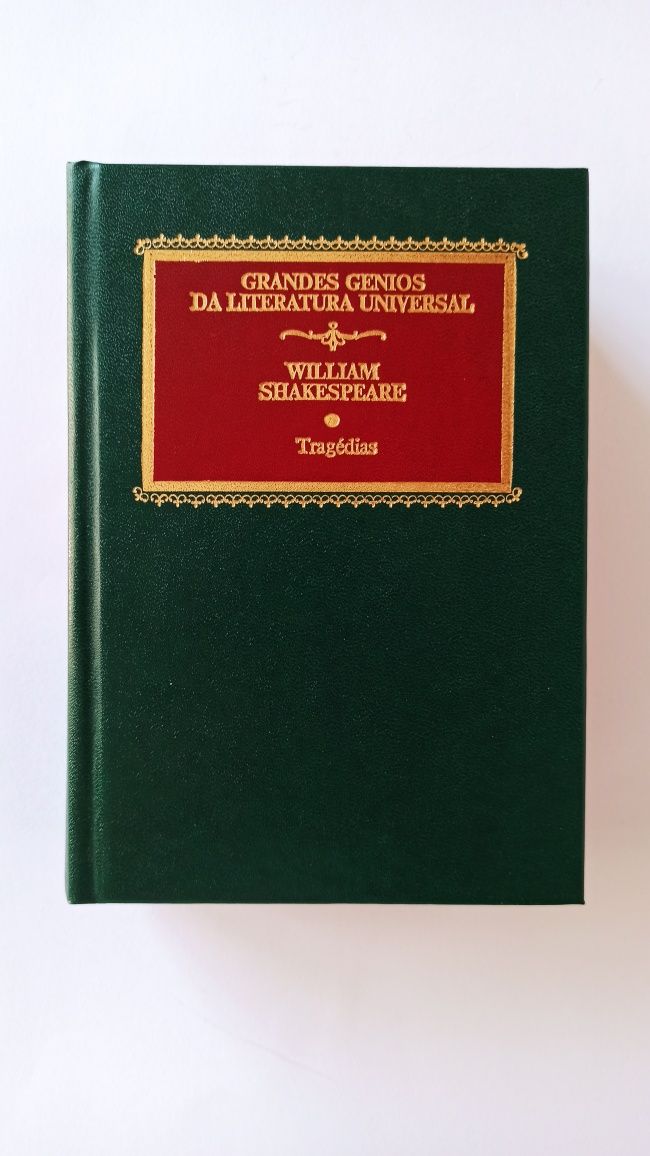 GRANDES GENIOS
DA LITERATURA UNIVERSAL
WILLIAM
SHAKESPEARE
Tragédias